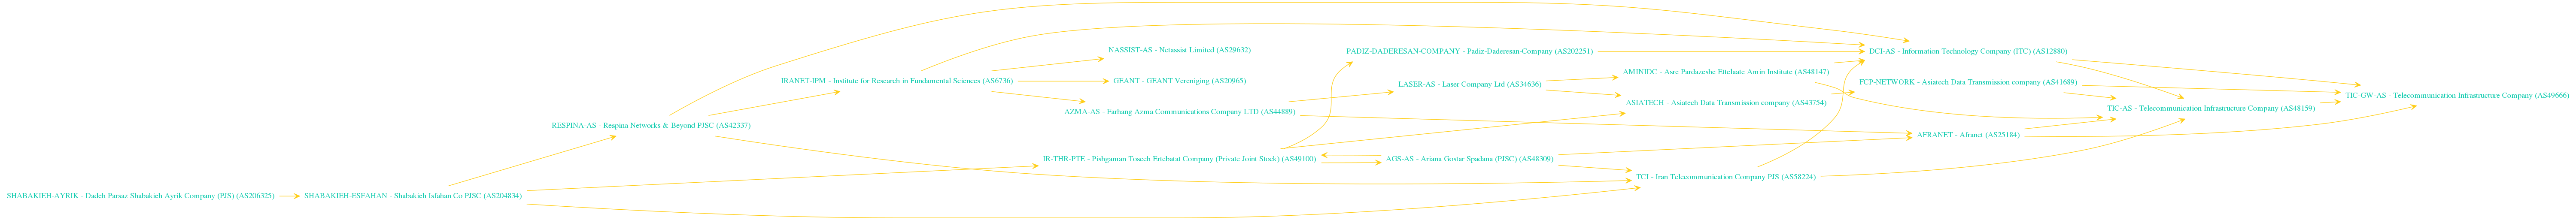 NASSIST-AS - Netassist Limited (AS29632)
PADIZ-DADERESAN-COMPANY - Padiz-Daderesan-Company (AS202251)
DCI-AS - Information Technology Company (ITC) (AS12880)
IRANET-IPM - Institute for Research in Fundamental Sciences (AS6736)
GEANT - GEANT Vereniging (AS20965)
LASER-AS - Laser Company Ltd (AS34636)
AMINIDC - Asre Pardazeshe Ettelaate Amin Institute (AS48147)
FCP-NETWORK - Asiatech Data Transmission company (AS41689)
TIC-GW-AS - Telecommunication Infrastructure Company (AS49666)
ASIATECH - Asiatech Data Transmission company (AS43754)
TIC-AS - Telecommunication Infrastructure Company (AS48159)
AZMA-AS - Farhang Azma Communications Company LTD (AS44889)
RESPINA-AS - Respina Networks & Beyond PJSC (AS42337)
AFRANET - Afranet (AS25184)
IR-THR-PTE - Pishgaman Toseeh Ertebatat Company (Private Joint Stock) (AS49100)
AGS-AS - Ariana Gostar Spadana (PJSC) (AS48309)
TCI - Iran Telecommunication Company PJS (AS58224)
SHABAKIEH-AYRIK - Dadeh Pardaz Shabakieh Ayrik Company (PJS) (AS206325)
SHABAKIEH-ESFAHAN - Shabakieh Isfahan Co PJSC (AS204834)